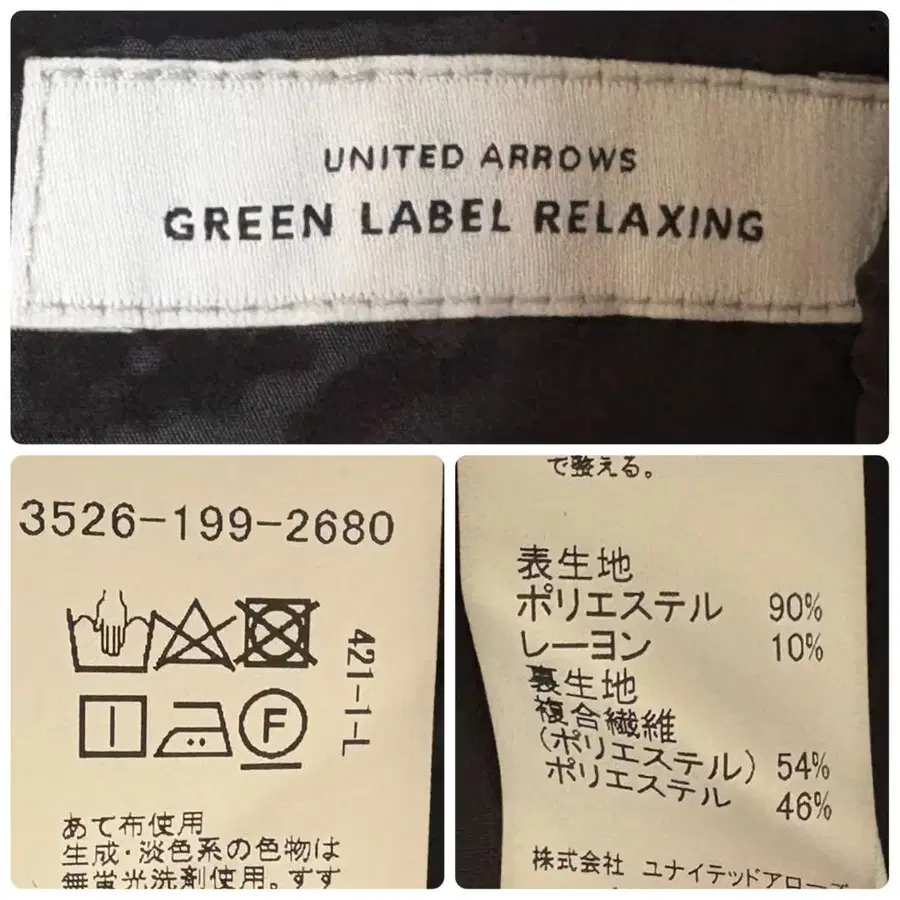 UNITED ARROWS
GREEN LABEL RELAXING
3526-199-2680
421-1-L
F
あて布使用
生成・淡色系の色物は
無蛍光洗剤使用。すす
で整える。
表生地
ポリエステル 90%
レーヨン 10%
裏生地
複合繊維
(ポリエステル) 54%
ポリエステル 46%
株式会社 ユナイテッドアローズ